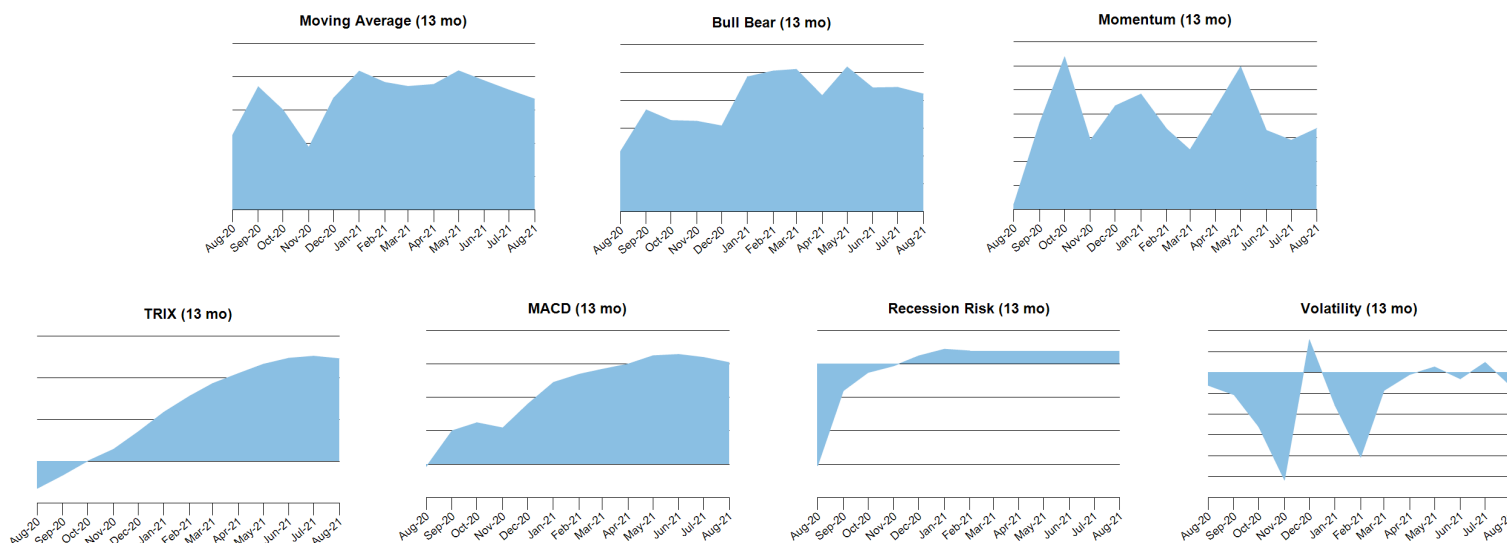 Moving Average (13 mo)
Aug-20 Sep-20 Oct-20 Nov-20 Dec-20 Jan-21 Feb-21 Mar-21 Apr-21 May-21 Jun-21 Jul-21 Aug-21
Bull Bear (13 mo)
Aug-20 Sep-20 Oct-20 Nov-20 Dec-20 Jan-21 Feb-21 Mar-21 Apr-21 May-21 Jun-21 Jul-21 Aug-21
Momentum (13 mo)
Aug-20 Sep-20 Oct-20 Nov-20 Dec-20 Jan-21 Feb-21 Mar-21 Apr-21 May-21 Jun-21 Jul-21 Aug-21
TRIX (13 mo)
Aug-20 Sep-20 Oct-20 Nov-20 Dec-20 Jan-21 Feb-21 Mar-21 Apr-21 May-21 Jun-21 Jul-21 Aug-21
MACD (13 mo)
Aug-20 Sep-20 Oct-20 Nov-20 Dec-20 Jan-21 Feb-21 Mar-21 Apr-21 May-21 Jun-21 Jul-21 Aug-21
Recession Risk (13 mo)
Aug-20 Sep-20 Oct-20 Nov-20 Dec-20 Jan-21 Feb-21 Mar-21 Apr-21 May-21 Jun-21 Jul-21 Aug-21
Volatility (13 mo)
Aug-20 Sep-20 Oct-20 Nov-20 Dec-20 Jan-21 Feb-21 Mar-21 Apr-21 May-21 Jun-21 Jul-21